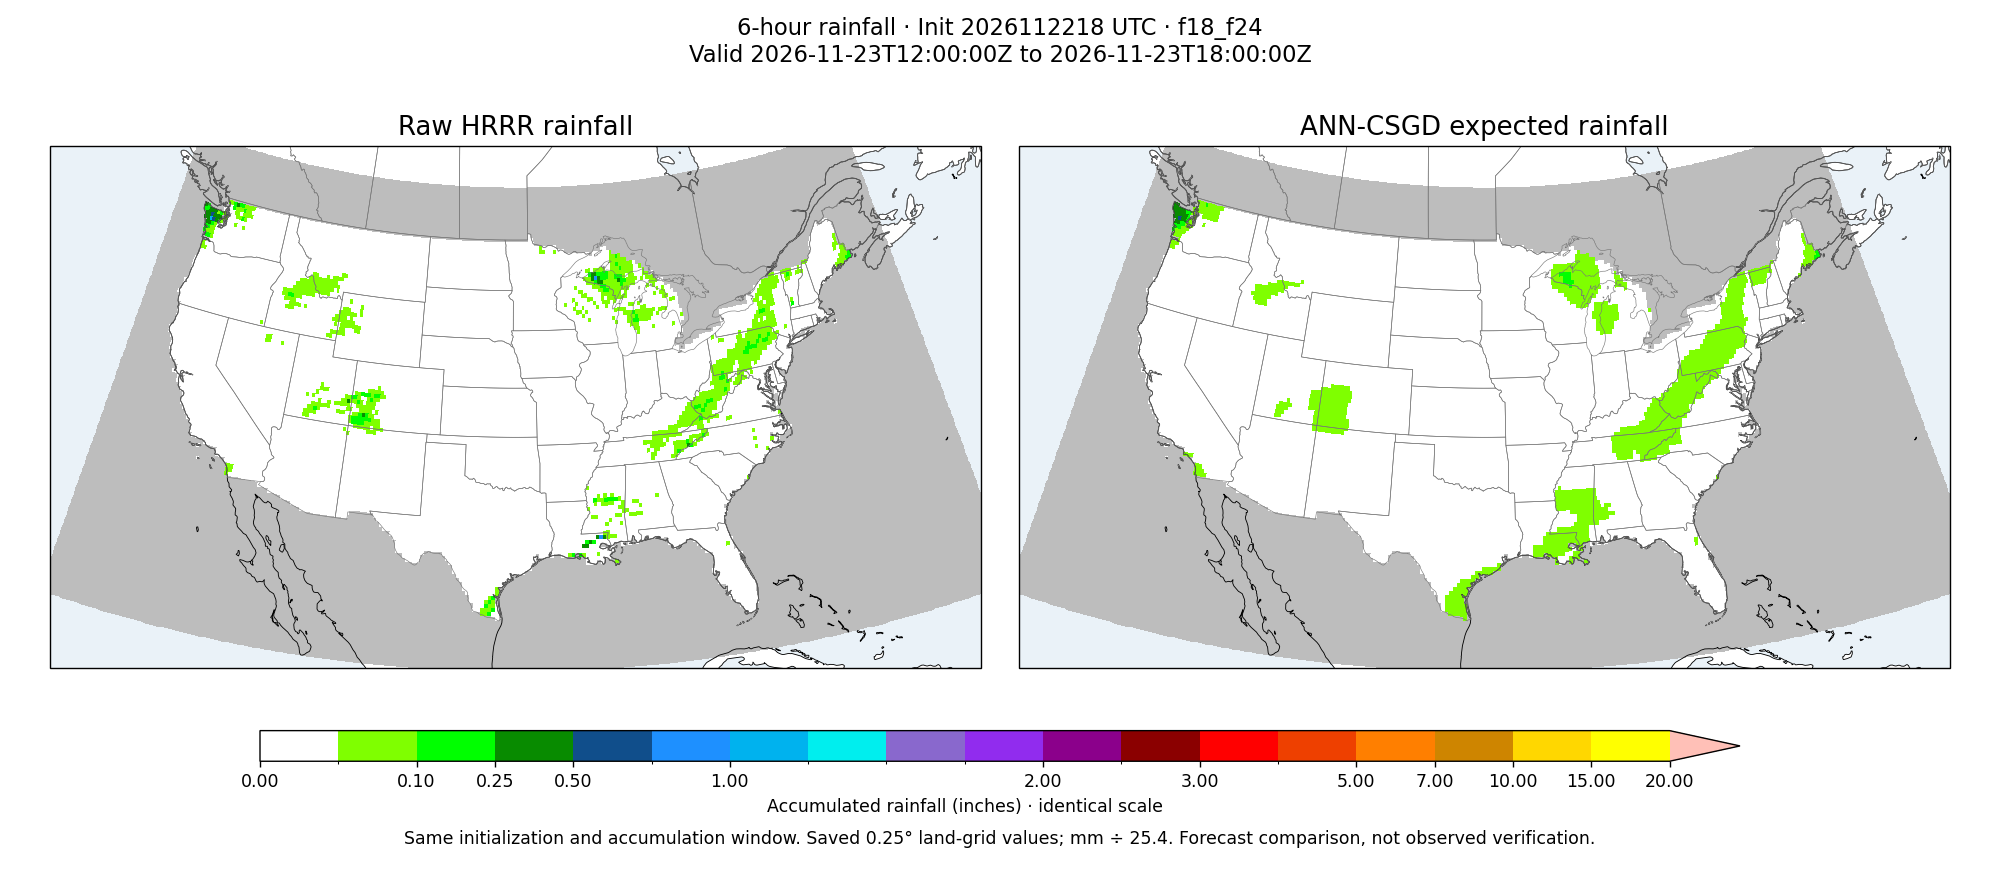 6-hour rainfall · Init 2026112218 UTC · f18_f24
Valid 2026-11-23T12:00:00Z to 2026-11-23T18:00:00Z
Raw HRRR rainfall
ANN-CSGD expected rainfall
0.00 0.10 0.25 0.50 1.00 2.00 3.00 5.00 7.00 10.00 15.00 20.00
Accumulated rainfall (inches) · identical scale
Same initialization and accumulation window. Saved 0.25° land-grid values; mm ÷ 25.4. Forecast comparison, not observed verification.